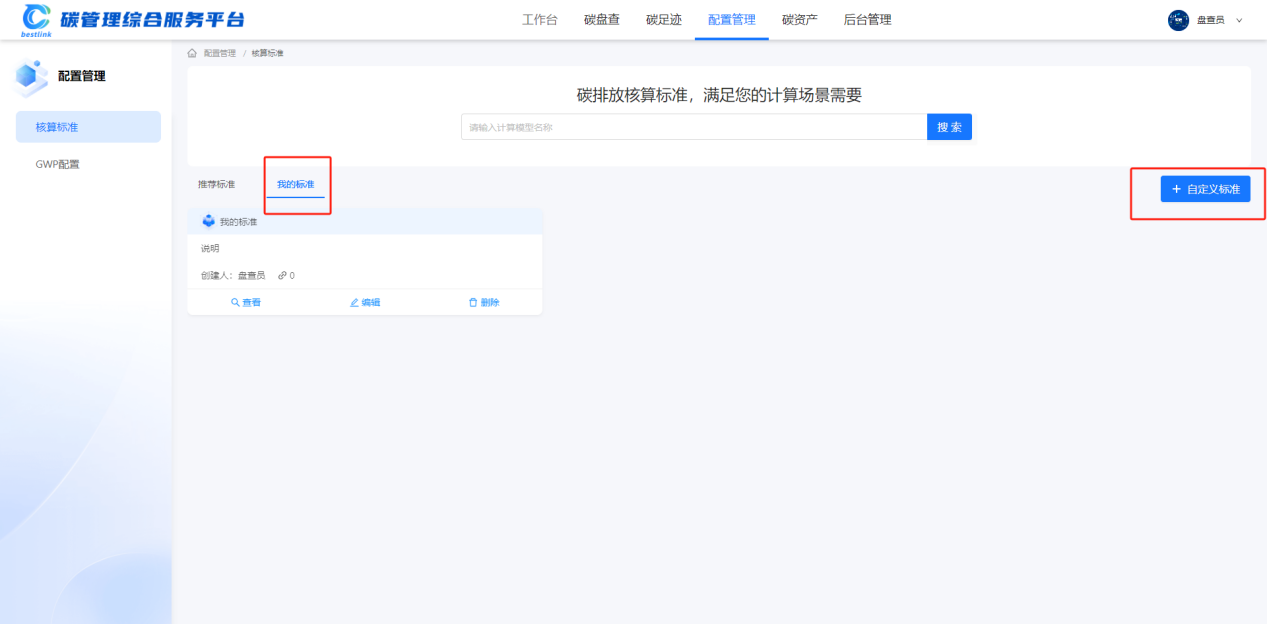 碳管理综合服务平台
bestlink
工作台 碳盘查 碳足迹 配置管理 碳资产 后台管理
盘查员
配置管理 / 核算标准
配置管理
核算标准
GWP配置
碳排放核算标准，满足您的计算场景需要
请输入计算模型名称
搜 索
推荐标准 我的标准
+ 自定义标准
我的标准
说明
创建人：盘查员 0
查看 编辑 删除